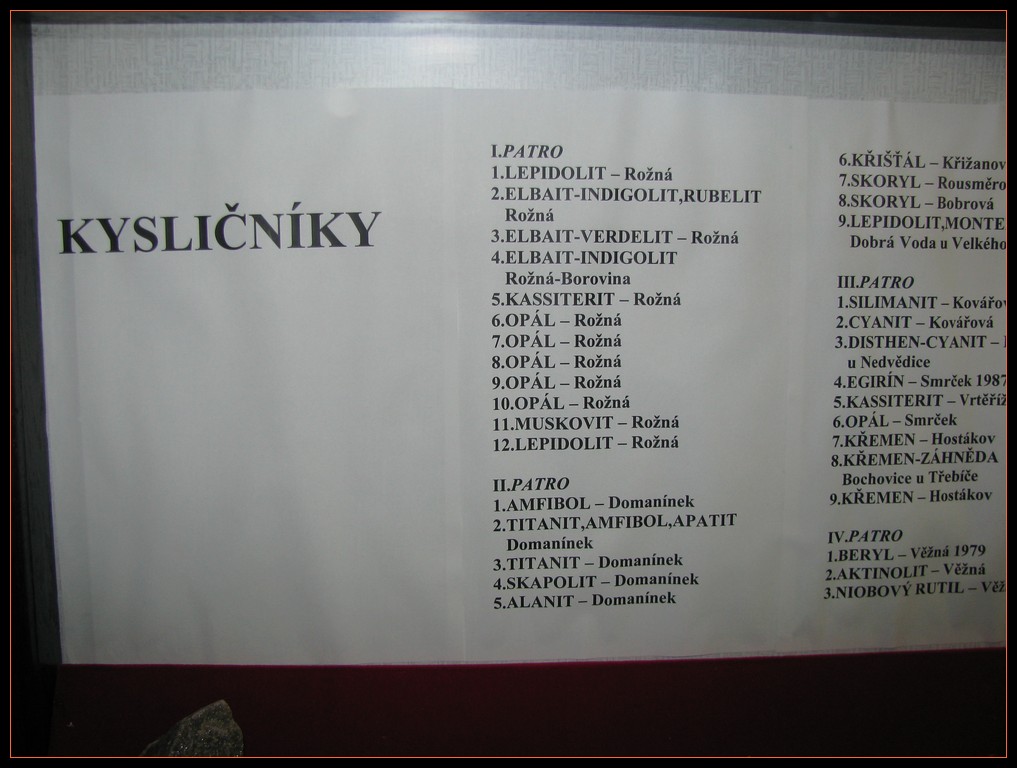 KYSLIČNÍKY
I.PATRO
1.LEPIDOLIT – Rožná
2.ELBAIT-INDIGOLIT,RUBELIT
Rožná
3.ELBAIT-VERDELIT – Rožná
4.ELBAIT-INDIGOLIT
Rožná-Borovina
5.KASSITERIT – Rožná
6.OPÁL – Rožná
7.OPÁL – Rožná
8.OPÁL – Rožná
9.OPÁL – Rožná
10.OPÁL – Rožná
11.MUSKOVIT – Rožná
12.LEPIDOLIT – Rožná
II.PATRO
1.AMFIBOL – Domanínek
2.TITANIT,AMFIBOL,APATIT
Domanínek
3.TITANIT – Domanínek
4.SKAPOLIT – Domanínek
5.ALANIT – Domanínek
6.KŘIŠŤÁL – Křižanov
7.SKORYL – Rousměro
8.SKORYL – Bobrová
9.LEPIDOLIT,MONTE
Dobrá Voda u Velkého
III.PATRO
1.SILIMANIT – Kovářov
2.CYANIT – Kovářová
3.DISTHEN-CYANIT –
u Nedvědice
4.EGIRÍN – Smrček 1987
5.KASSITERIT – Vrtěříž
6.OPÁL – Smrček
7.KŘEMEN – Hostákov
8.KŘEMEN-ZÁHNĚDA
Bochovice u Třebíče
9.KŘEMEN – Hostákov
IV.PATRO
1.BERYL – Věžná 1979
2.AKTINOLIT – Věžná
3.NIOBOVÝ RUTIL – Věž